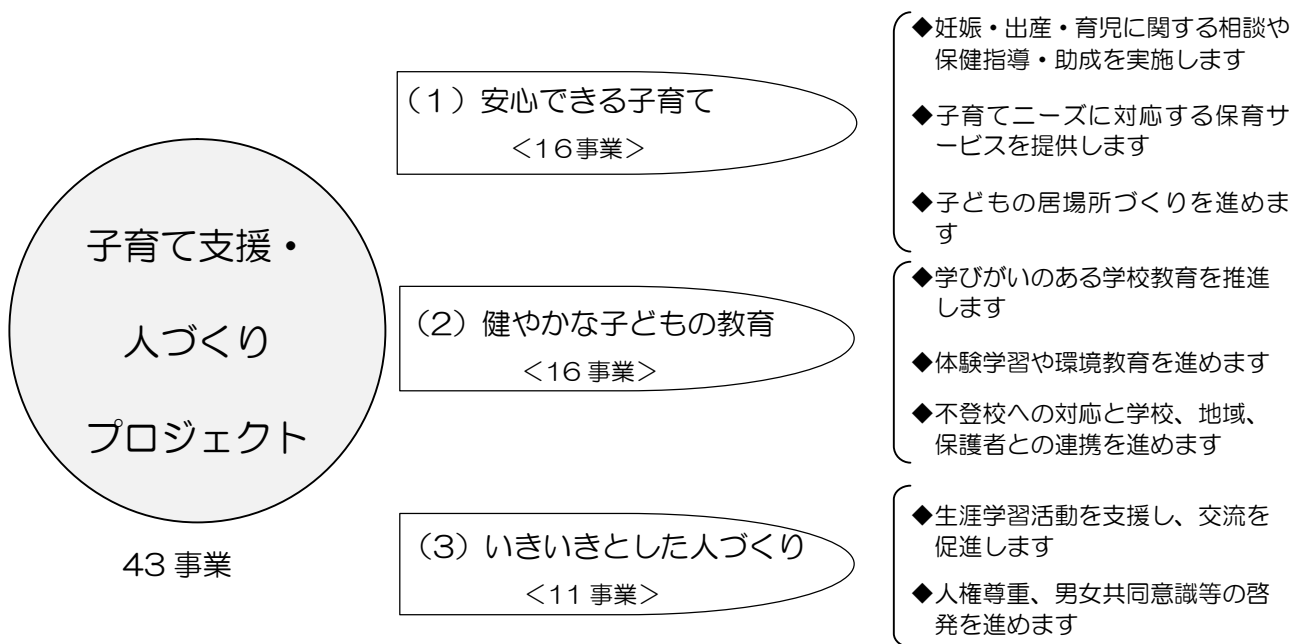 子育て支援・
人づくり
プロジェクト
43 事業
（1）安心できる子育て
＜16事業＞
◆妊娠・出産・育児に関する相談や
保健指導・助成を実施します
◆子育てニーズに対応する保育サ
ービスを提供します
◆子どもの居場所づくりを進めま
す
（2）健やかな子どもの教育
＜16 事業＞
◆学びがいのある学校教育を推進
します
◆体験学習や環境教育を進めます
◆不登校への対応と学校、地域、
保護者との連携を進めます
（3）いきいきとした人づくり
＜11 事業＞
◆生涯学習活動を支援し、交流を
促進します
◆人権尊重、男女共同意識等の啓
発を進めます